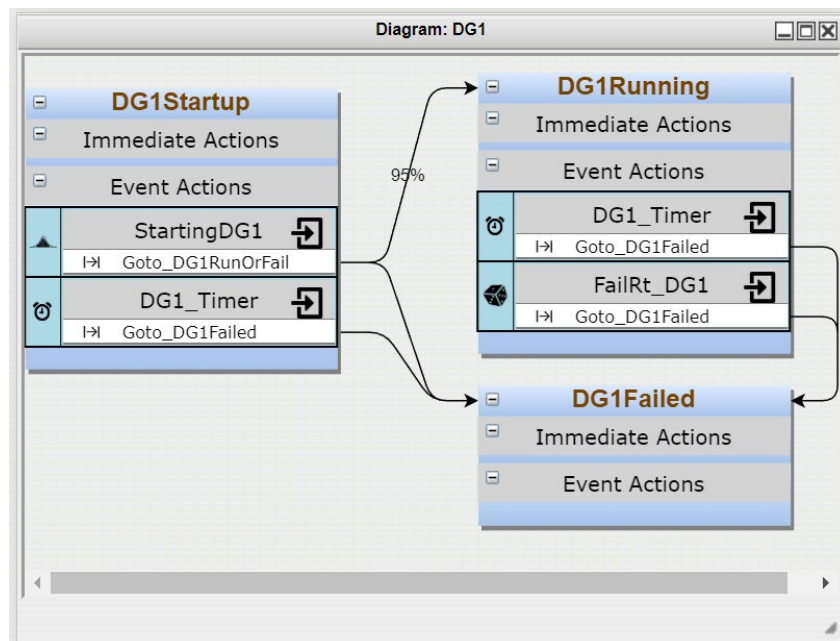 Diagram: DG1
DG1Startup
Immediate Actions
Event Actions
StartingDG1
Goto_DG1RunOrFail
DG1_Timer
Goto_DG1Failed
95%
DG1Running
Immediate Actions
Event Actions
DG1_Timer
Goto_DG1Failed
FailRt_DG1
Goto_DG1Failed
DG1Failed
Immediate Actions
Event Actions